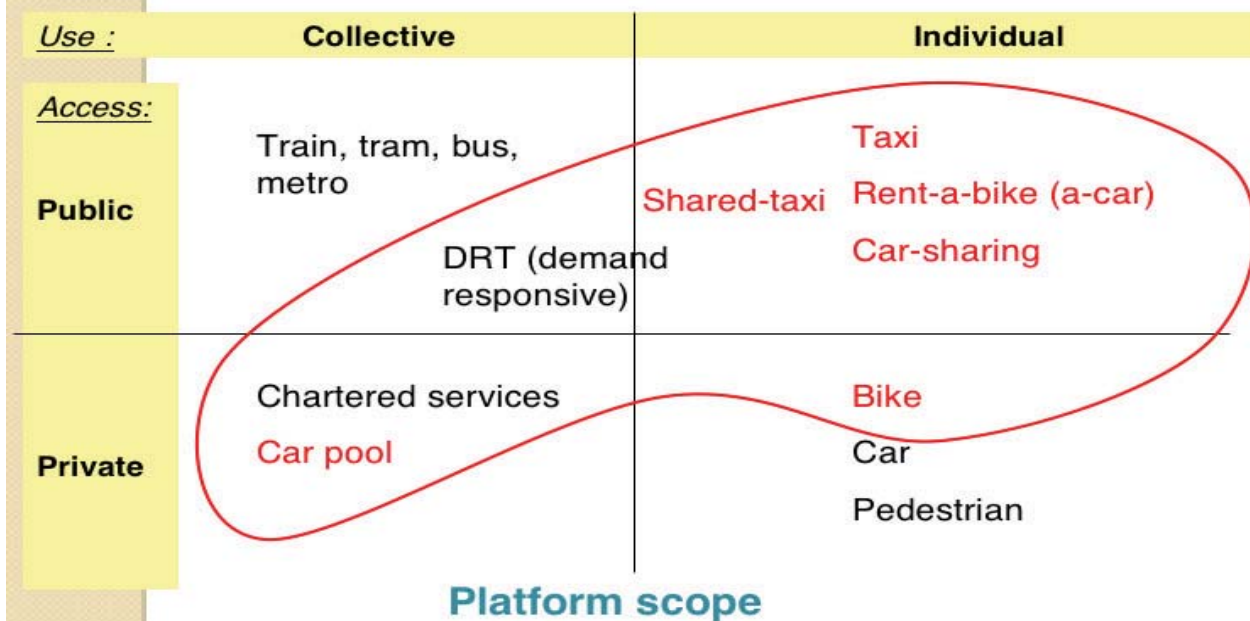 Use :
Collective
Individual
Access:
Public
Train, tram, bus,
metro
Taxi
Shared-taxi
Rent-a-bike (a-car)
Car-sharing
DRT (demand
responsive)
Private
Chartered services
Car pool
Bike
Car
Pedestrian
Platform scope